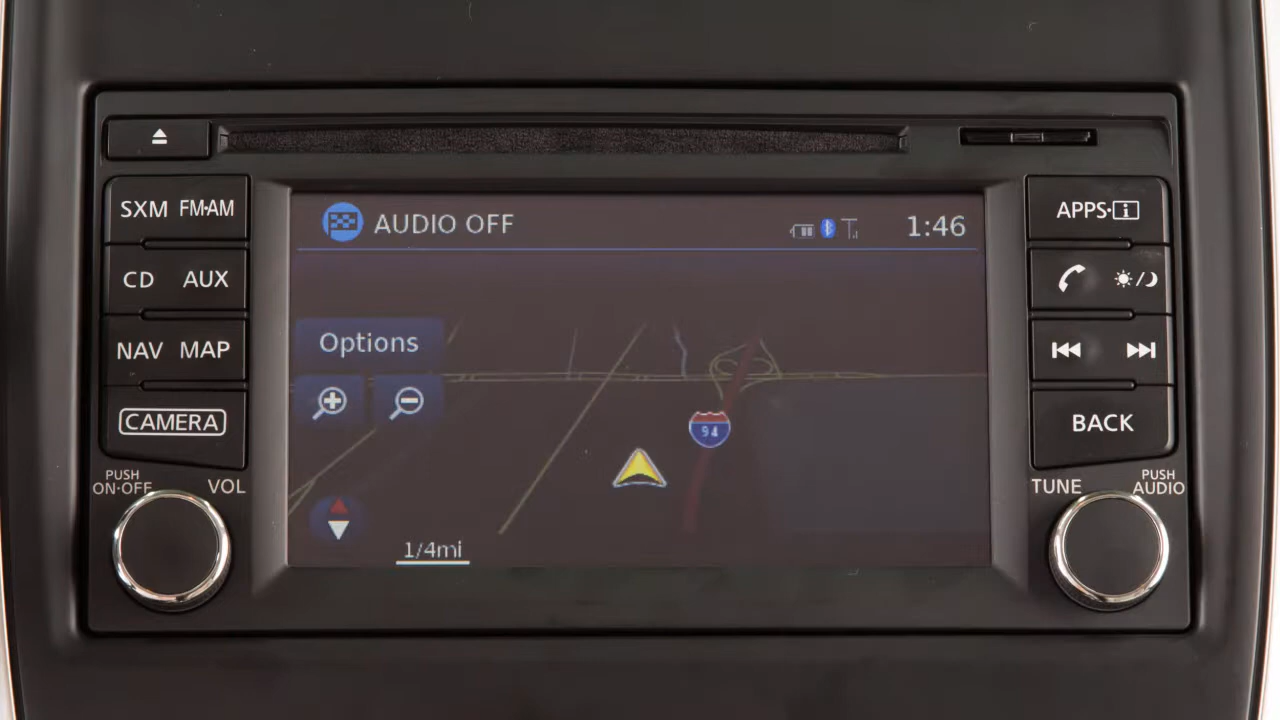 SXM FM·AM
CD AUX
NAV MAP
CAMERA
PUSH
ON-OFF
VOL
AUDIO OFF
1:46
Options
94
1/4mi
APPS·i
BACK
TUNE
PUSH
AUDIO